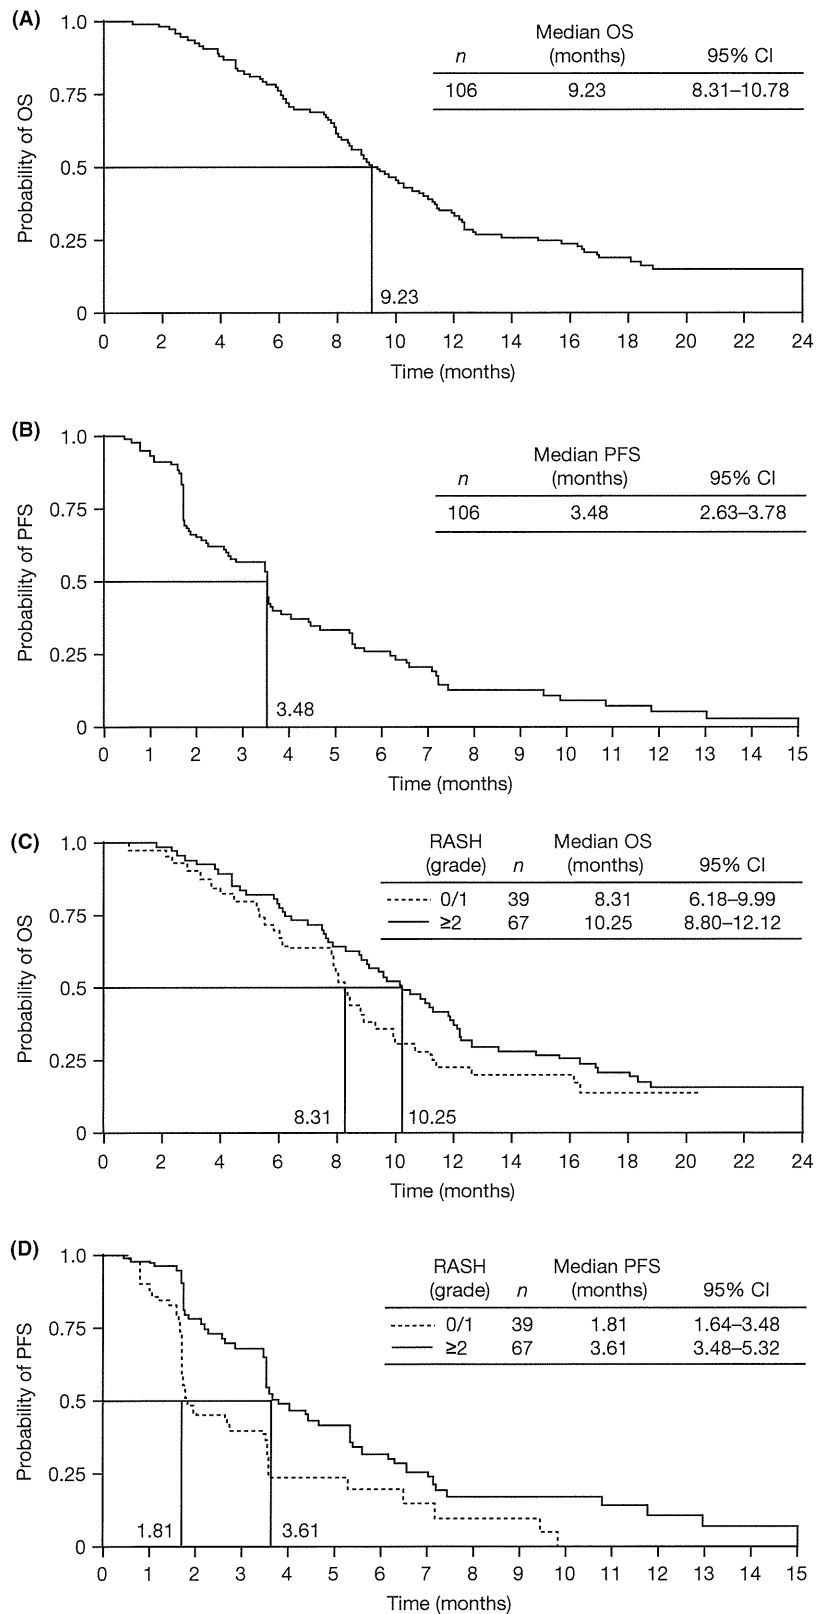 (A)
Probability of OS
1.0
0.75
0.5
0.25
0
n Median OS (months) 95% CI
106 9.23 8.31–10.78
9.23
0 2 4 6 8 10 12 14 16 18 20 22 24
Time (months)
(B)
Probability of PFS
1.0
0.75
0.5
0.25
0
n Median PFS (months) 95% CI
106 3.48 2.63–3.78
3.48
0 1 2 3 4 5 6 7 8 9 10 11 12 13 14 15
Time (months)
(C)
Probability of OS
1.0
0.75
0.5
0.25
0
RASH (grade) n Median OS (months) 95% CI
0/1 39 8.31 6.18–9.99
≥2 67 10.25 8.80–12.12
8.31 10.25
0 2 4 6 8 10 12 14 16 18 20 22 24
Time (months)
(D)
Probability of PFS
1.0
0.75
0.5
0.25
0
RASH (grade) n Median PFS (months) 95% CI
0/1 39 1.81 1.64–3.48
≥2 67 3.61 3.48–5.32
1.81 3.61
0 1 2 3 4 5 6 7 8 9 10 11 12 13 14 15
Time (months)